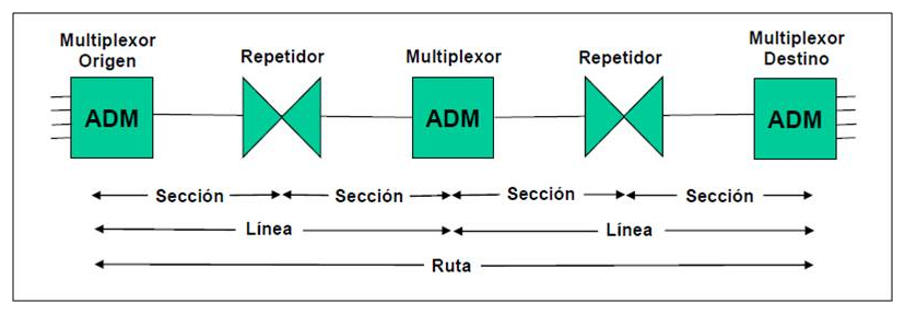 Multiplexor
Origen
Repetidor
Multiplexor
Repetidor
Multiplexor
Destino
ADM
ADM
ADM
Sección
Sección
Sección
Sección
Línea
Línea
Ruta